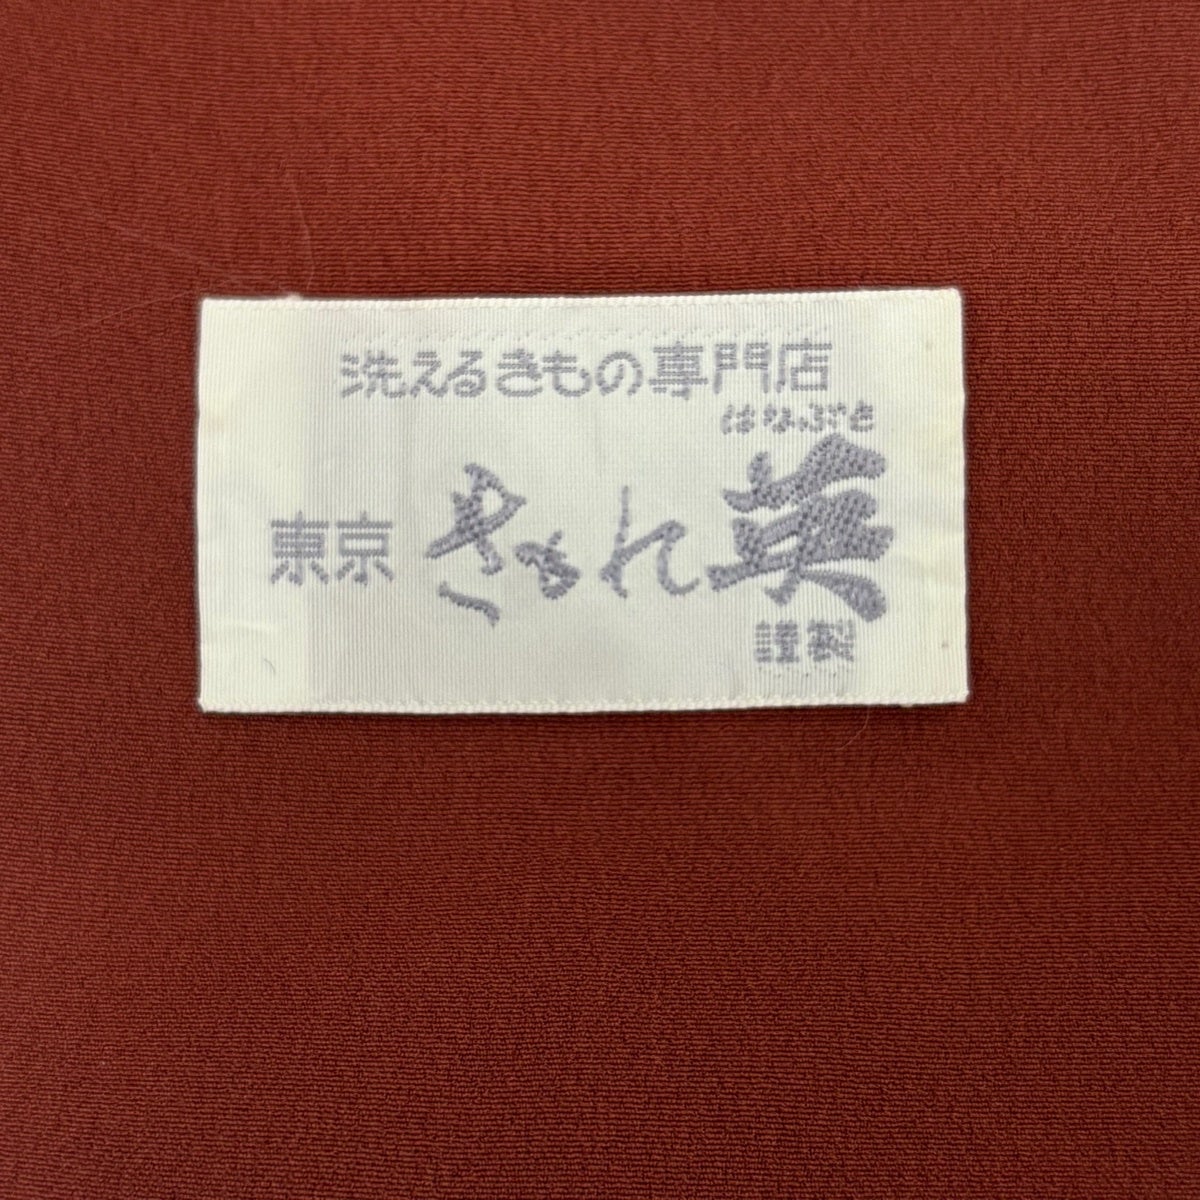 洗えるきもの専門店
はなぶさ
東京 きもの英
謹製